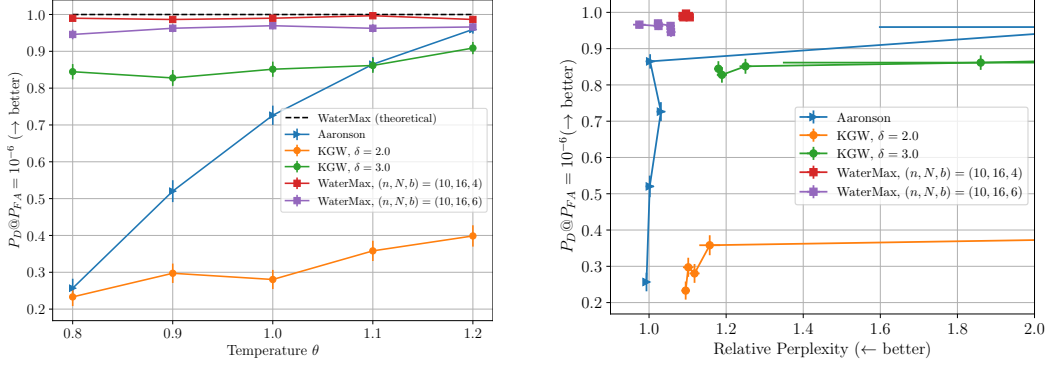 P_D@P_{FA} = 10^{-6} (→ better)
1.0
0.9
0.8
0.7
0.6
0.5
0.4
0.3
0.2
WaterMax (theoretical)
Aaronson
KGW, δ = 2.0
KGW, δ = 3.0
WaterMax, (n, N, b) = (10, 16, 4)
WaterMax, (n, N, b) = (10, 16, 6)
0.8 0.9 1.0 1.1 1.2
Temperature θ
P_D@P_{FA} = 10^{-6}(→ better)
1.0
0.9
0.8
0.7
0.6
0.5
0.4
0.3
0.2
Aaronson
KGW, δ = 2.0
KGW, δ = 3.0
WaterMax, (n, N, b) = (10, 16, 4)
WaterMax, (n, N, b) = (10, 16, 6)
1.0 1.2 1.4 1.6 1.8 2.0
Relative Perplexity (← better)